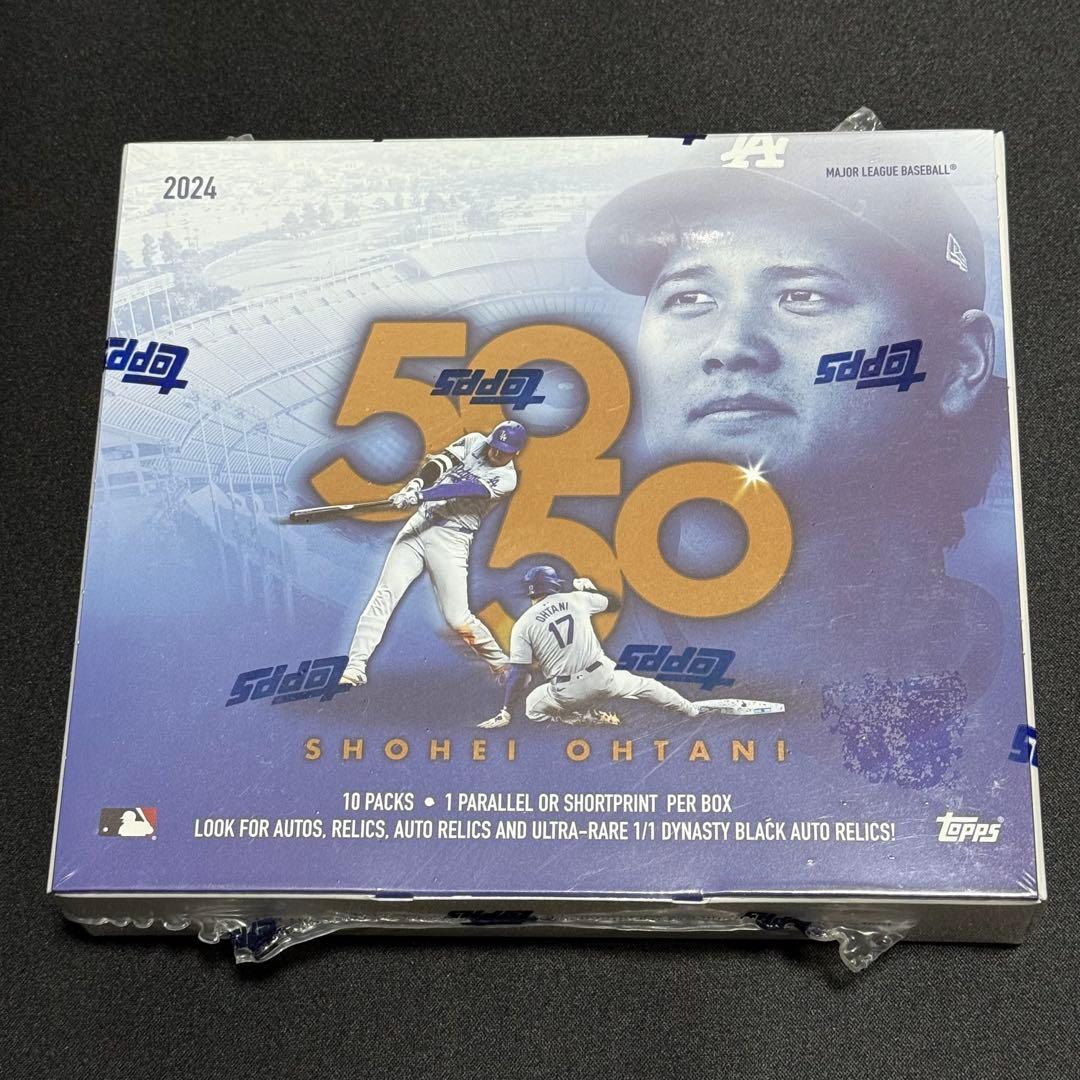 2024
MAJOR LEAGUE BASEBALL®
LA
50
50
OHTANI
17
SHOHEI OHTANI
10 PACKS • 1 PARALLEL OR SHORTPRINT PER BOX
LOOK FOR AUTOS, RELICS, AUTO RELICS AND ULTRA-RARE 1/1 DYNASTY BLACK AUTO RELICS!
topps
topps
topps
topps
topps
topps